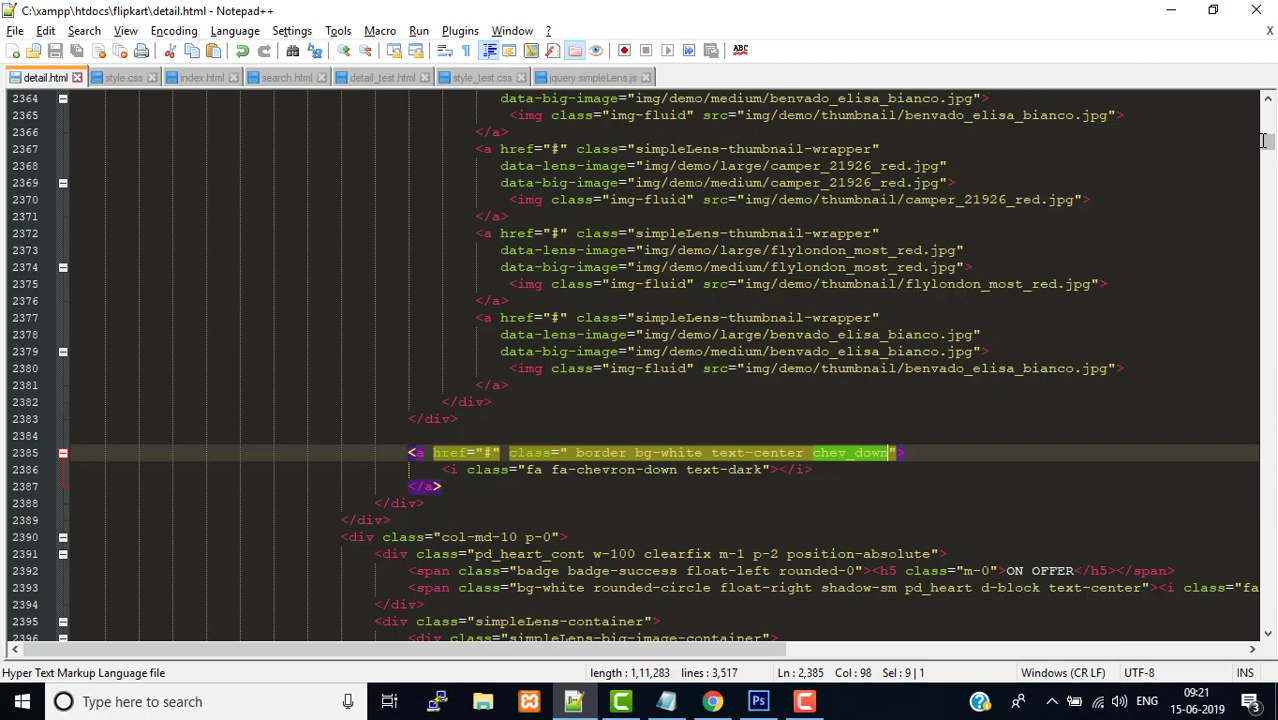 C:\xampp\htdocs\flipkart\detail.html - Notepad++
File Edit Search View Encoding Language Settings Tools Macro Run Plugins Window ? X
ABC
detail.html style.css index.html search.html detail_test.html style_test.css jquery.simpleLens.js
2364 data-big-image="img/demo/medium/benvado_elisa_bianco.jpg">
2365 <img class="img-fluid" src="img/demo/thumbnail/benvado_elisa_bianco.jpg">
2366 </a>
2367 <a href="#" class="simpleLens-thumbnail-wrapper"
2368 data-lens-image="img/demo/large/camper_21926_red.jpg"
2369 data-big-image="img/demo/medium/camper_21926_red.jpg">
2370 <img class="img-fluid" src="img/demo/thumbnail/camper_21926_red.jpg">
2371 </a>
2372 <a href="#" class="simpleLens-thumbnail-wrapper"
2373 data-lens-image="img/demo/large/flylondon_most_red.jpg"
2374 data-big-image="img/demo/medium/flylondon_most_red.jpg">
2375 <img class="img-fluid" src="img/demo/thumbnail/flylondon_most_red.jpg">
2376 </a>
2377 <a href="#" class="simpleLens-thumbnail-wrapper"
2378 data-lens-image="img/demo/large/benvado_elisa_bianco.jpg"
2379 data-big-image="img/demo/medium/benvado_elisa_bianco.jpg">
2380 <img class="img-fluid" src="img/demo/thumbnail/benvado_elisa_bianco.jpg">
2381 </a>
2382 </div>
2383 </div>
2384
2385 <a href="#" class=" border bg-white text-center chev_down">
2386 <i class="fa fa-chevron-down text-dark"></i>
2387 </a>
2388 </div>
2389 </div>
2390 <div class="col-md-10 p-0">
2391 <div class="pd_heart_cont w-100 clearfix m-1 p-2 position-absolute">
2392 <span class="badge badge-success float-left rounded-0"><h5 class="m-0">ON OFFER</h5></span>
2393 <span class="bg-white rounded-circle float-right shadow-sm pd_heart d-block text-center"><i class="fa
2394 </div>
2395 <div class="simpleLens-container">
2396 <div class="simpleLens-big-image-container">
Hyper Text Markup Language file length : 1,11,283 lines : 3,517 Ln : 2,385 Col : 98 Sel : 9 | 1 Windows (CR LF) UTF-8 INS
Type here to search Ps ENG 09:21 3
15-06-2019